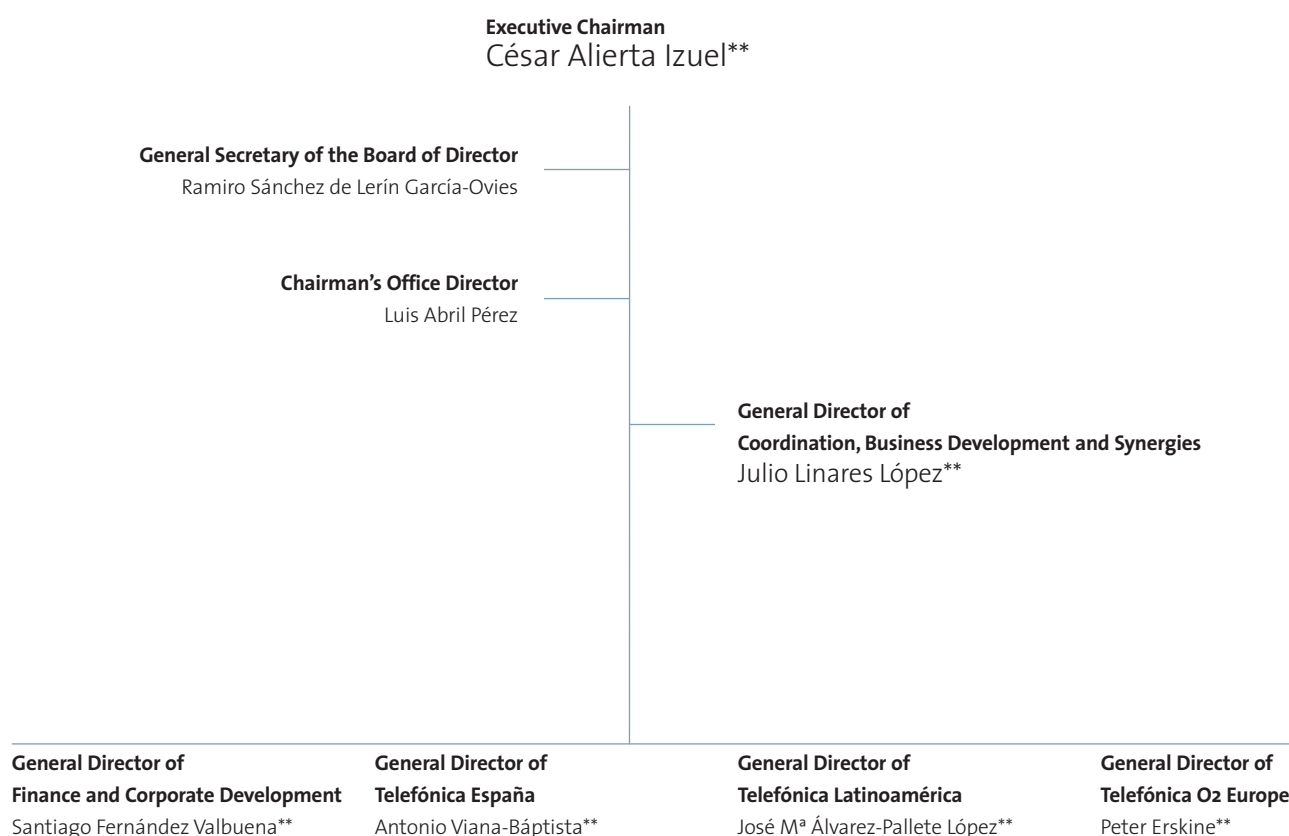 Executive Chairman
César Alierta Izuel**
General Secretary of the Board of Director
Ramiro Sánchez de Lerín García-Ovies
Chairman’s Office Director
Luis Abril Pérez
General Director of
Coordination, Business Development and Synergies
Julio Linares López**
General Director of
Finance and Corporate Development
Santiago Fernández Valbuena**
General Director of
Telefónica España
Antonio Viana-Báptista**
General Director of
Telefónica Latinoamérica
José Mª Álvarez-Pallete López**
General Director of
Telefónica O2 Europe
Peter Erskine**